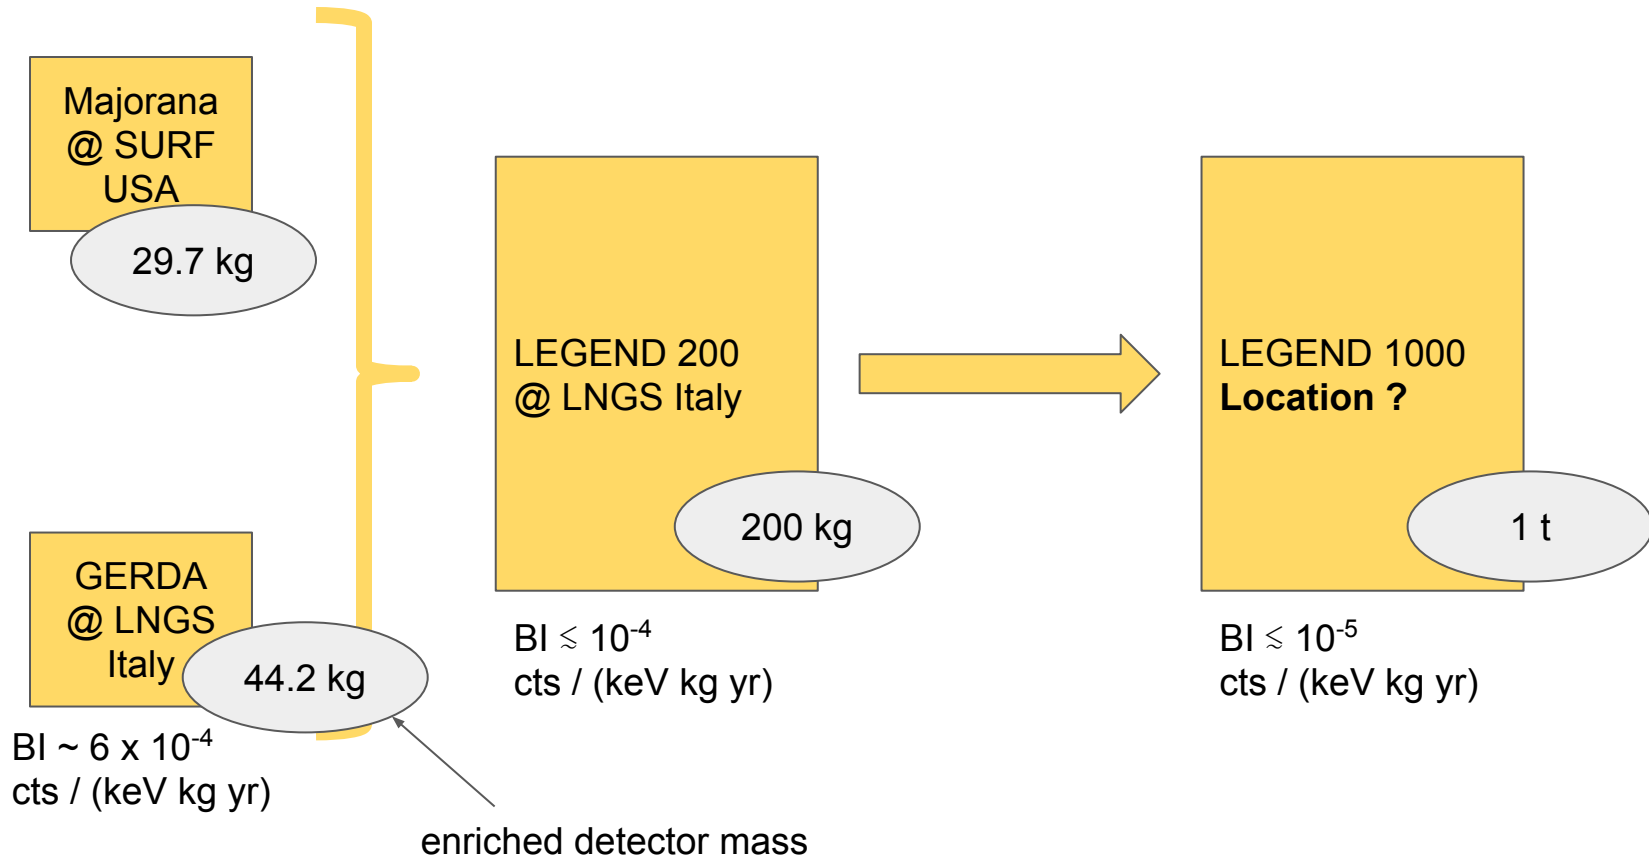 Majorana
@ SURF
USA
29.7 kg
GERDA
@ LNGS
Italy
44.2 kg
BI ~ 6 x 10⁻⁴
cts / (keV kg yr)
enriched detector mass
LEGEND 200
@ LNGS Italy
200 kg
BI ≲ 10⁻⁴
cts / (keV kg yr)
LEGEND 1000
Location ?
1 t
BI ≲ 10⁻⁵
cts / (keV kg yr)